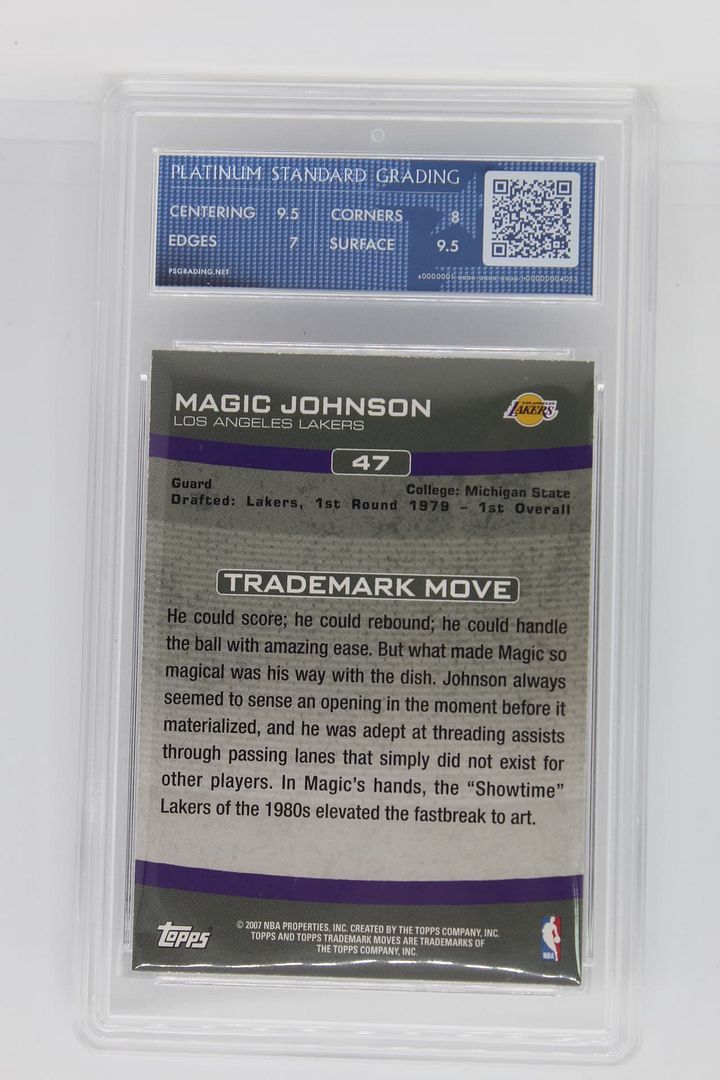 PLATINUM STANDARD GRADING
CENTERING 9.5 CORNERS 8
EDGES 7 SURFACE 9.5
PSGRADING.NET
MAGIC JOHNSON
LOS ANGELES LAKERS
LAKERS
47
Guard College: Michigan State
Drafted: Lakers, 1st Round 1979 - 1st Overall
TRADEMARK MOVE
He could score; he could rebound; he could handle
the ball with amazing ease. But what made Magic so
magical was his way with the dish. Johnson always
seemed to sense an opening in the moment before it
materialized, and he was adept at threading assists
through passing lanes that simply did not exist for
other players. In Magic's hands, the “Showtime”
Lakers of the 1980s elevated the fastbreak to art.
Topps
© 2007 NBA PROPERTIES, INC. CREATED BY THE TOPPS COMPANY, INC.
TOPPS AND TOPPS TRADEMARK MOVES ARE TRADEMARKS OF
THE TOPPS COMPANY, INC.
NBA